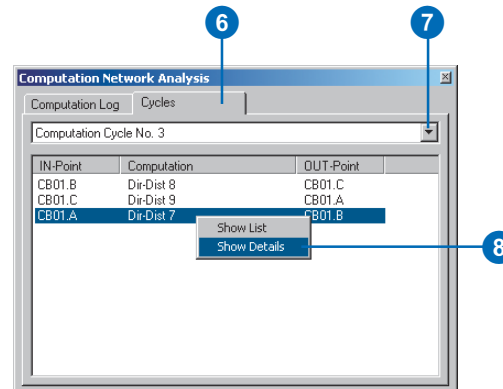 6 7
Computation Network Analysis
Computation Log Cycles
Computation Cycle No. 3
IN-Point Computation OUT-Point
CB01.B Dir-Dist 8 CB01.C
CB01.C Dir-Dist 9 CB01.A
CB01.A Dir-Dist 7 CB01.B
Show List
Show Details 8